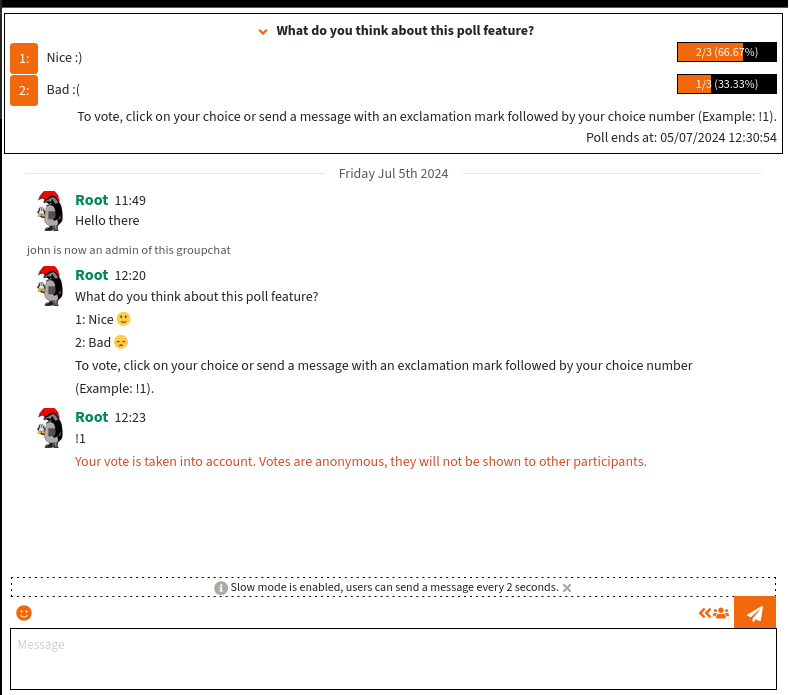 What do you think about this poll feature?
1: Nice :) 2/3 (66.67%)
2: Bad :( 1/3 (33.33%)
To vote, click on your choice or send a message with an exclamation mark followed by your choice number (Example: !1).
Poll ends at: 05/07/2024 12:30:54
Friday Jul 5th 2024
Root 11:49
Hello there
john is now an admin of this groupchat
Root 12:20
What do you think about this poll feature?
1: Nice 🙂
2: Bad 😞
To vote, click on your choice or send a message with an exclamation mark followed by your choice number
(Example: !1).
Root 12:23
!1
Your vote is taken into account. Votes are anonymous, they will not be shown to other participants.
Slow mode is enabled, users can send a message every 2 seconds.
Message